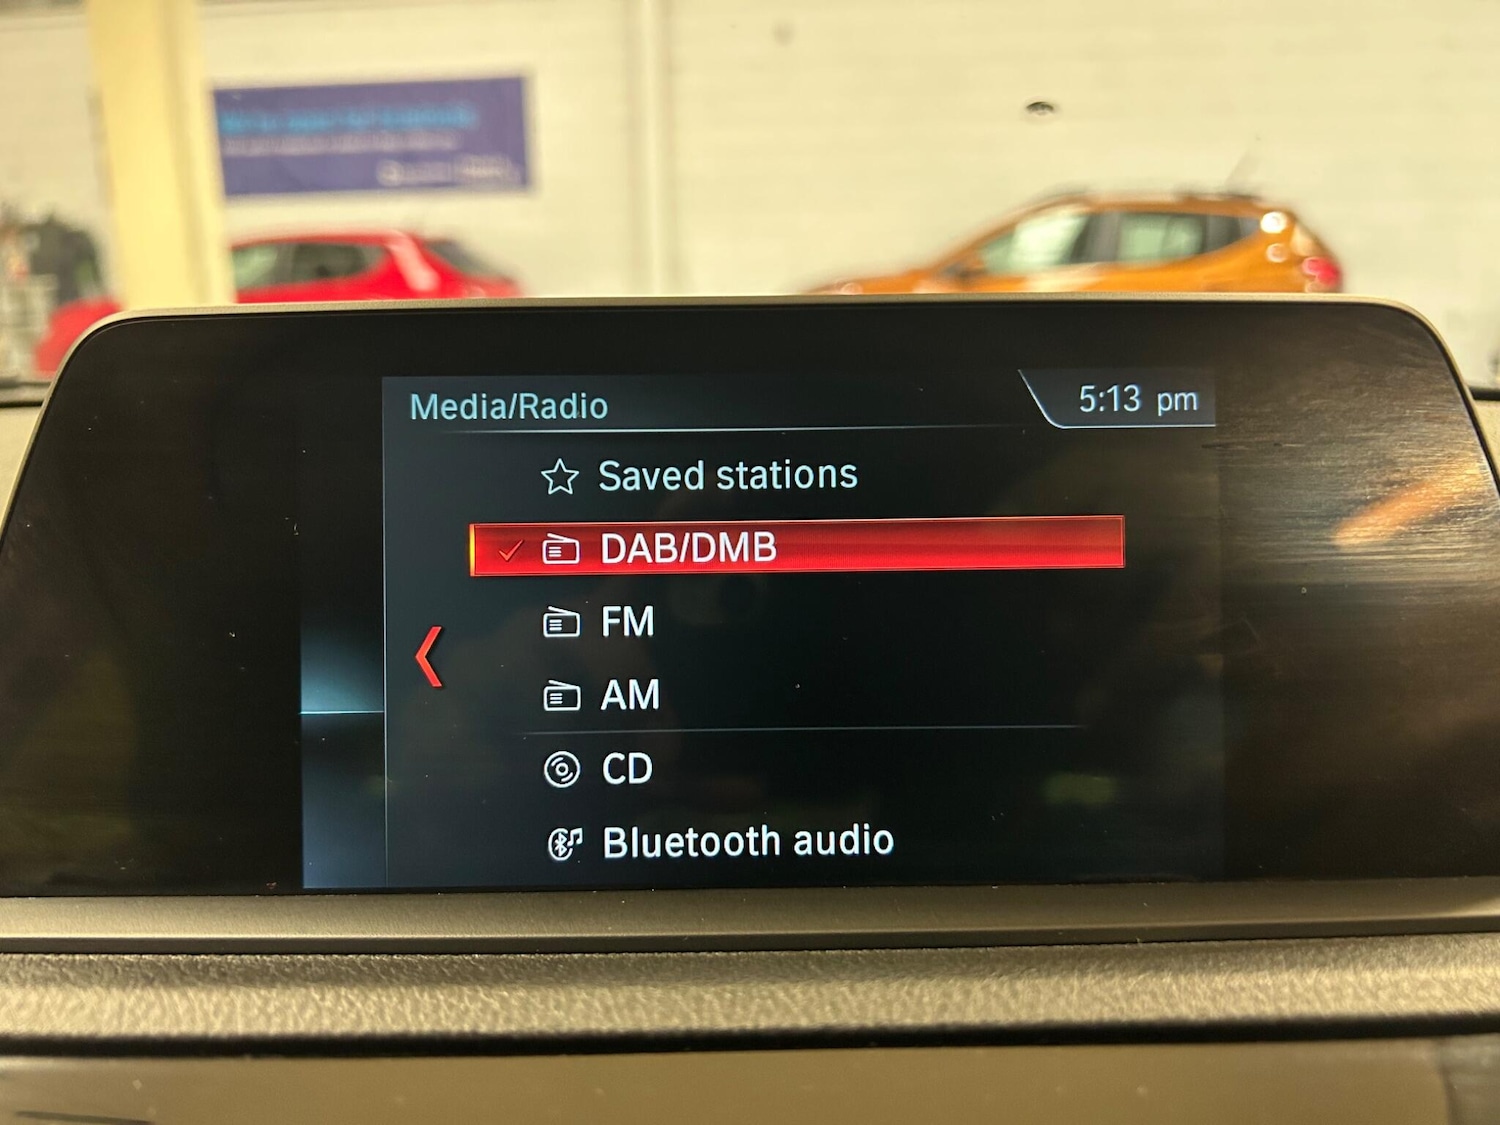 Media/Radio
5:13 pm
Saved stations
DAB/DMB
FM
AM
CD
Bluetooth audio